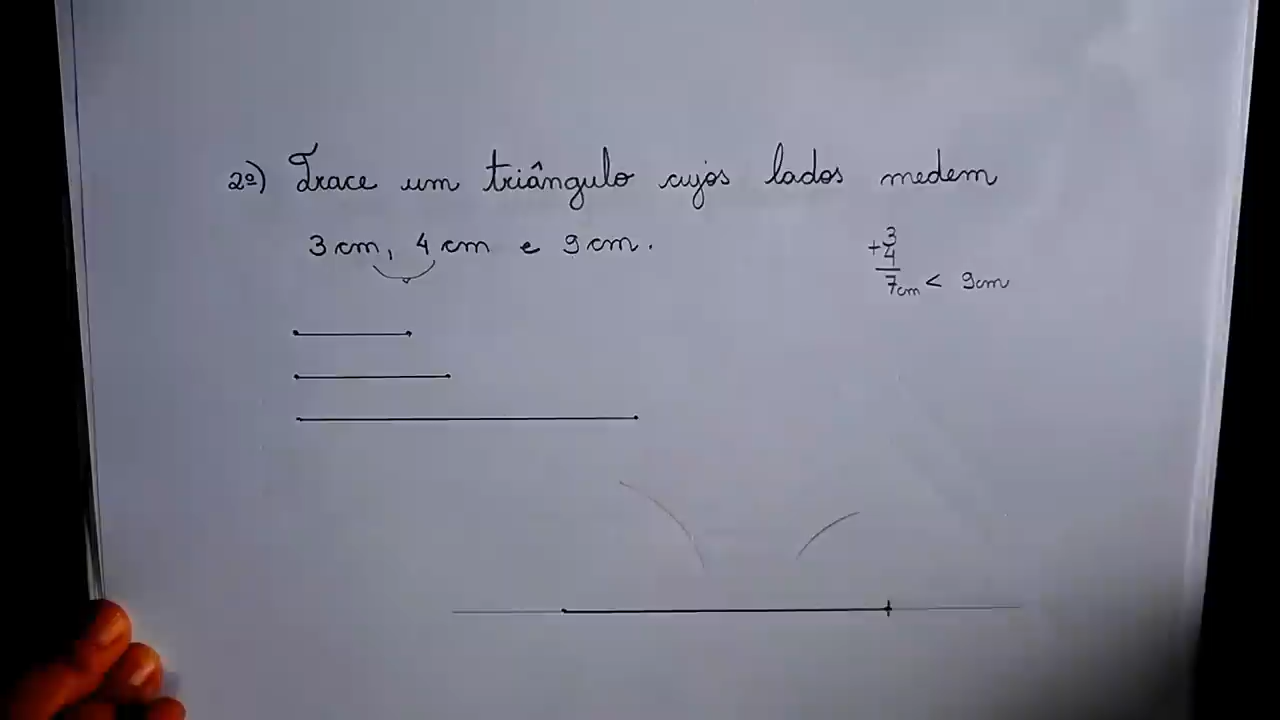 2º) Trace um triângulo cujos lados medem
3 cm, 4 cm e 9 cm.
3
+ 4
7cm < 9cm